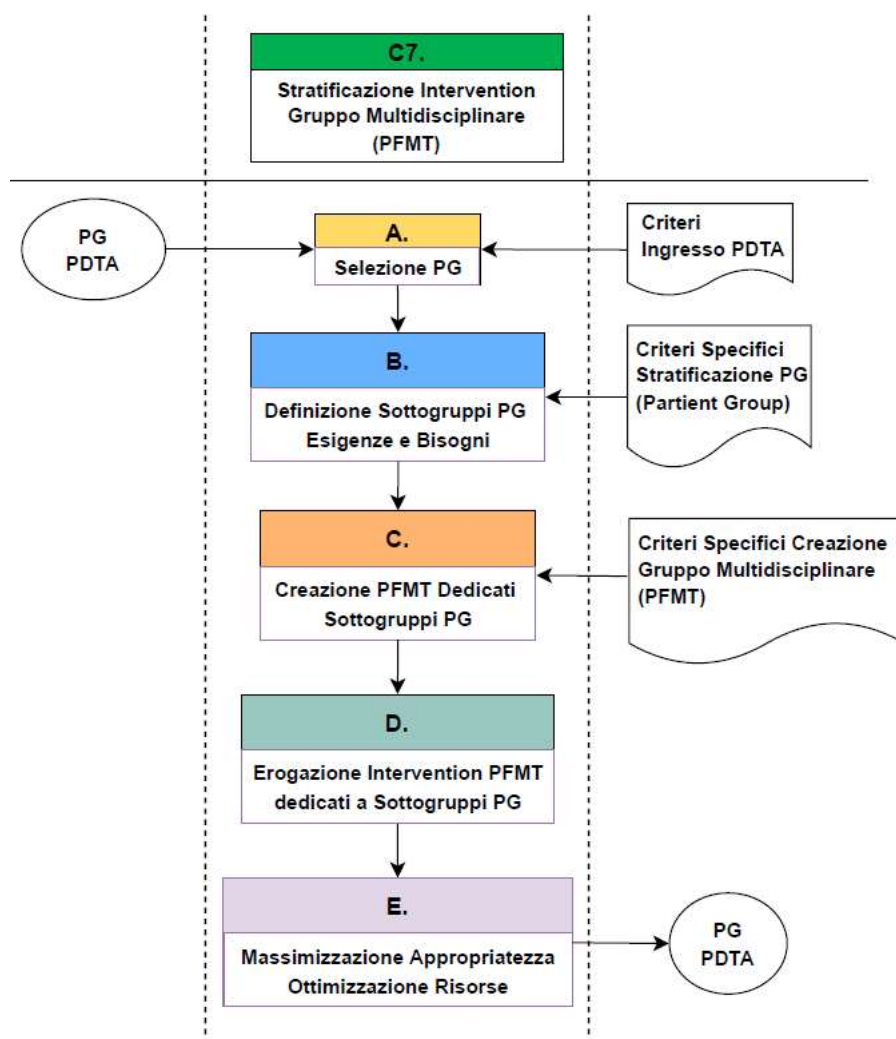 C7.
Stratificazione Intervention
Gruppo Multidisciplinare
(PFMT)
PG
PDTA
A.
Selezione PG
Criteri
Ingresso PDTA
B.
Definizione Sottogruppi PG
Esigenze e Bisogni
Criteri Specifici
Stratificazione PG
(Partient Group)
C.
Creazione PFMT Dedicati
Sottogruppi PG
Criteri Specifici Creazione
Gruppo Multidisciplinare
(PFMT)
D.
Erogazione Intervention PFMT
dedicati a Sottogruppi PG
E.
Massimizzazione Appropriatezza
Ottimizzazione Risorse
PG
PDTA